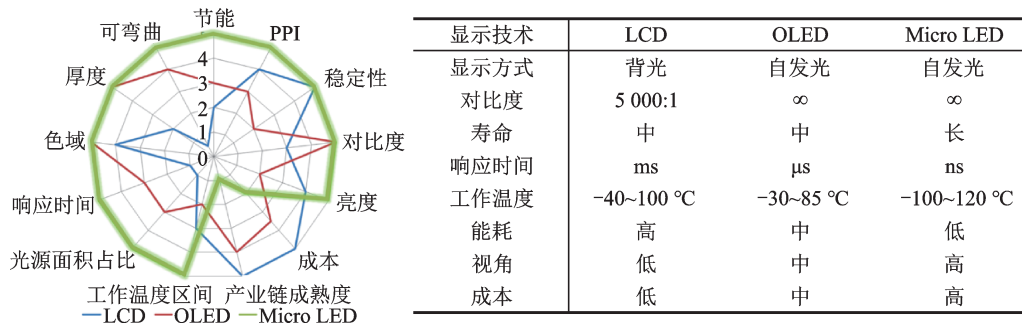 节能
可弯曲
PPI
厚度
稳定性
色域
对比度
响应时间
亮度
光源面积占比
成本
工作温度区间 产业链成熟度
4
3
2
1
0
LCD OLED Micro LED
显示技术 LCD OLED Micro LED
显示方式 背光 自发光 自发光
对比度 5 000:1 ∞ ∞
寿命 中 中 长
响应时间 ms μs ns
工作温度 −40~100 ℃ −30~85 ℃ −100~120 ℃
能耗 高 中 低
视角 低 中 高
成本 低 中 高